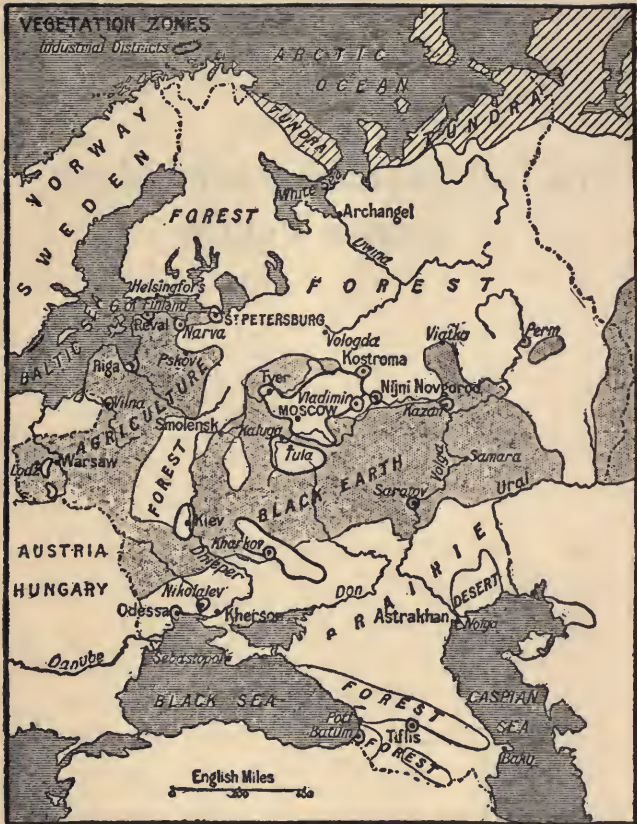 VEGETATION ZONES
Industrial Districts
ARCTIC
OCEAN
NORWAY
SWEDEN
TUNDRA
TUNDRA
White Sea
Archangel
FOREST
Dwina
FOREST
Helsingfors
G. of Finland
ST PETERSBURG
Reval
Narva
BALTIC SEA
Vologda
Viatka
Perm
Kostroma
Pskov
Riga
Tver
Vladimir
Nijni Novgorod
MOSCOW
Kazan
Vilna
AGRICULTURE
Smolensk
Kaluga
Tula
Lodz
Warsaw
FOREST
BLACK EARTH
Volga
Samara
Saratov
Ural
Kiev
Kharkov
AUSTRIA
HUNGARY
Dnieper
Don
PRAIRIE
DESERT
Nikolaiev
Odessa
Kherson
Astrakhan
Volga
Danube
Sebastopol
BLACK SEA
FOREST
CASPIAN
SEA
Poti
Batum
Tiflis
FOREST
Baku
English Miles
200